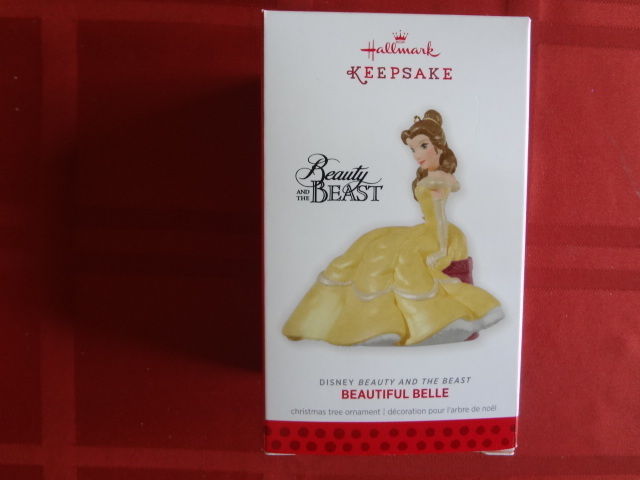 Hallmark
KEEPSAKE
Beauty
AND THE BEAST
DISNEY BEAUTY AND THE BEAST
BEAUTIFUL BELLE
christmas tree ornament | décoration pour l'arbre de noël